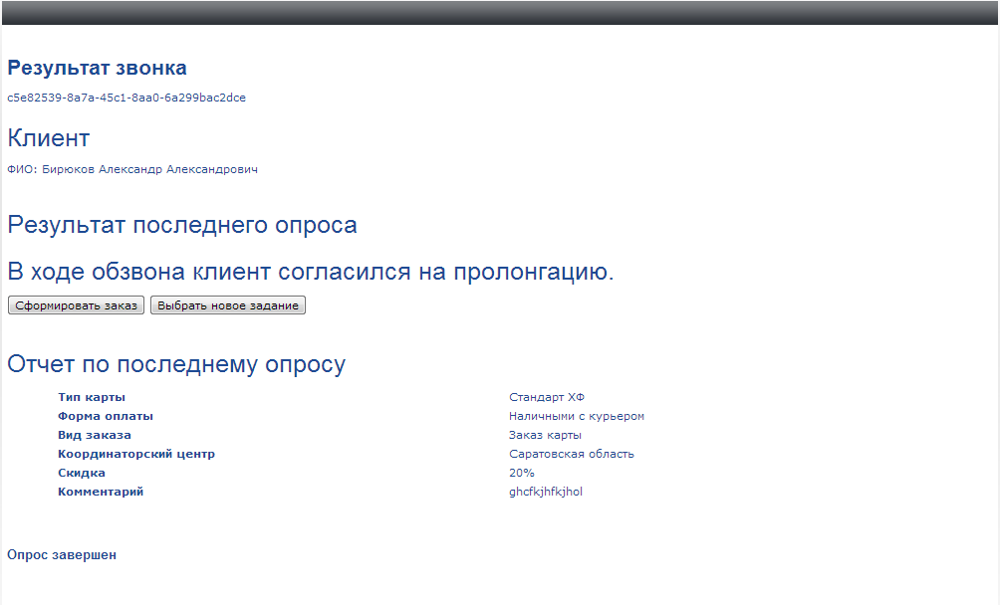 Результат звонка
c5e82539-8a7a-45c1-8aa0-6a299bac2dce
Клиент
ФИО: Бирюков Александр Александрович
Результат последнего опроса
В ходе обзвона клиент согласился на пролонгацию.
Сформировать заказ Выбрать новое задание
Отчет по последнему опросу
Тип карты Стандарт ХФ
Форма оплаты Наличными с курьером
Вид заказа Заказ карты
Координаторский центр Саратовская область
Скидка 20%
Комментарий ghcfkjhfkjhol
Опрос завершен